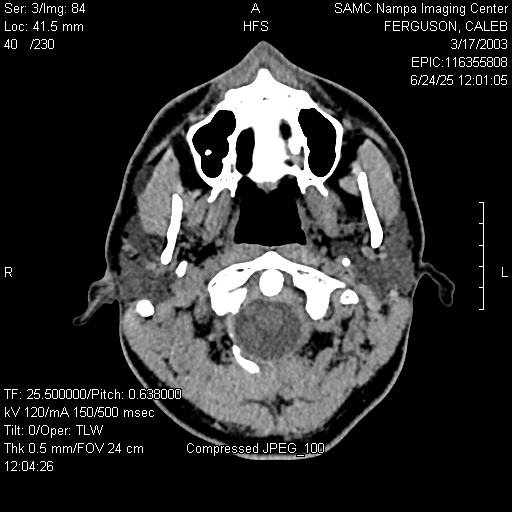 Ser: 3/Img: 84
Loc: 41.5 mm
40 /230
A
HFS
SAMC Nampa Imaging Center
FERGUSON, CALEB
3/17/2003
EPIC:116355808
6/24/25 12:01:05
R
L
TF: 25.500000/Pitch: 0.638000
kV 120/mA 150/500 msec
Tilt: 0/Oper: TLW
Thk 0.5 mm/FOV 24 cm
12:04:26
Compressed JPEG_100